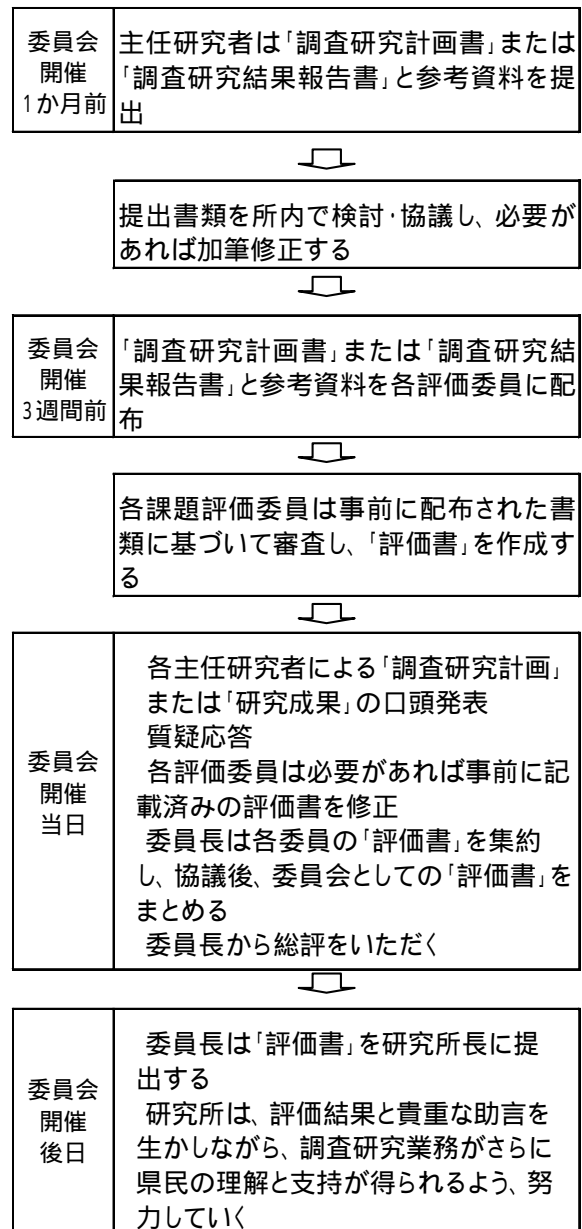 委員会
開催
1か月前
主任研究者は「調査研究計画書」または
「調査研究結果報告書」と参考資料を提
出
提出書類を所内で検討・協議し、必要が
あれば加筆修正する
委員会
開催
3週間前
「調査研究計画書」または「調査研究結
果報告書」と参考資料を各評価委員に配
布
各課題評価委員は事前に配布された書
類に基づいて審査し、「評価書」を作成す
る
委員会
開催
当日
各主任研究者による「調査研究計画」
または「研究成果」の口頭発表
質疑応答
各評価委員は必要があれば事前に記
載済みの評価書を修正
委員長は各委員の「評価書」を集約
し、協議後、委員会としての「評価書」を
まとめる
委員長から総評をいただく
委員会
開催
後日
委員長は「評価書」を研究所長に提
出する
研究所は、評価結果と貴重な助言を
生かしながら、調査研究業務がさらに
県民の理解と支持が得られるよう、努
力していく